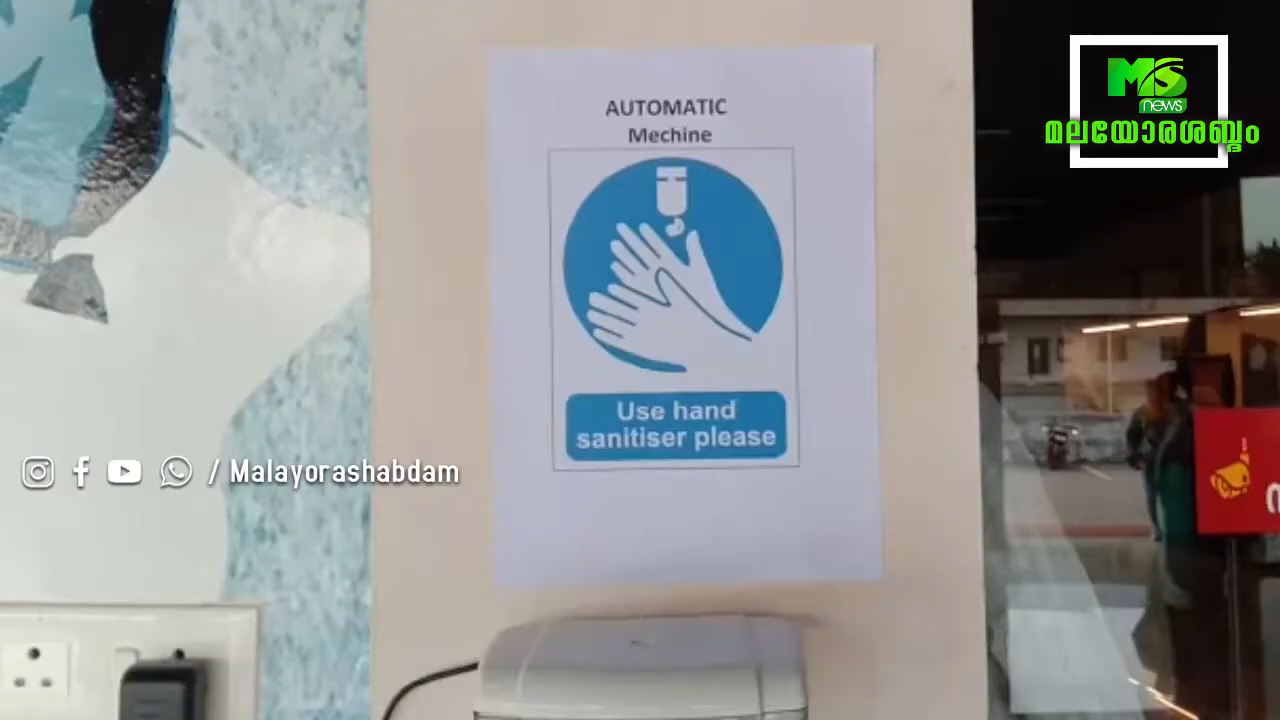 AUTOMATIC
Mechine
Use hand
sanitiser please
MS
news
മലയോരശബ്ദം
/ Malayorashabdam